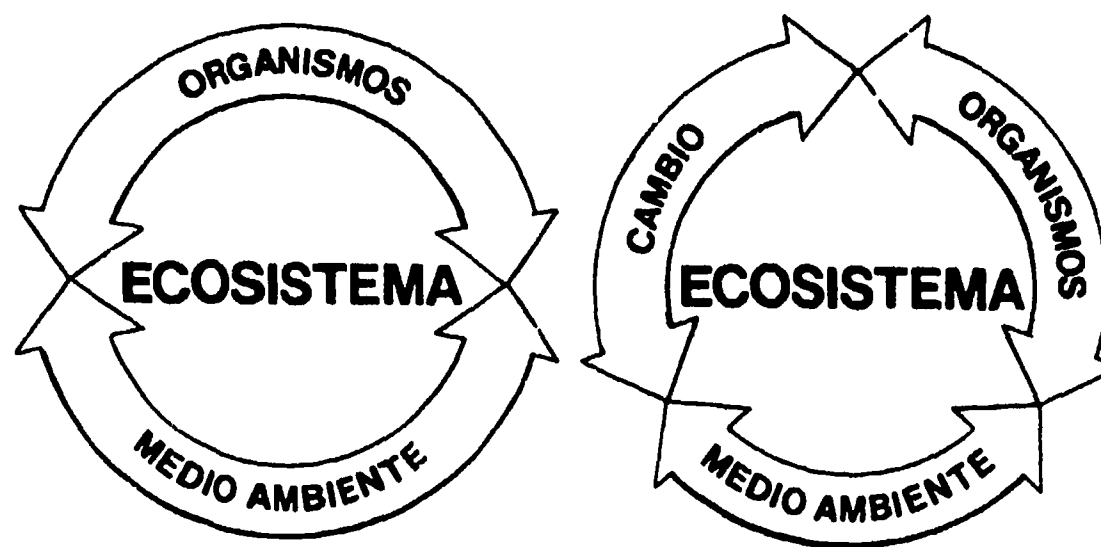 ORGANISMOS
ECOSISTEMA
MEDIO AMBIENTE
CAMBIO
ORGANISMOS
ECOSISTEMA
MEDIO AMBIENTE